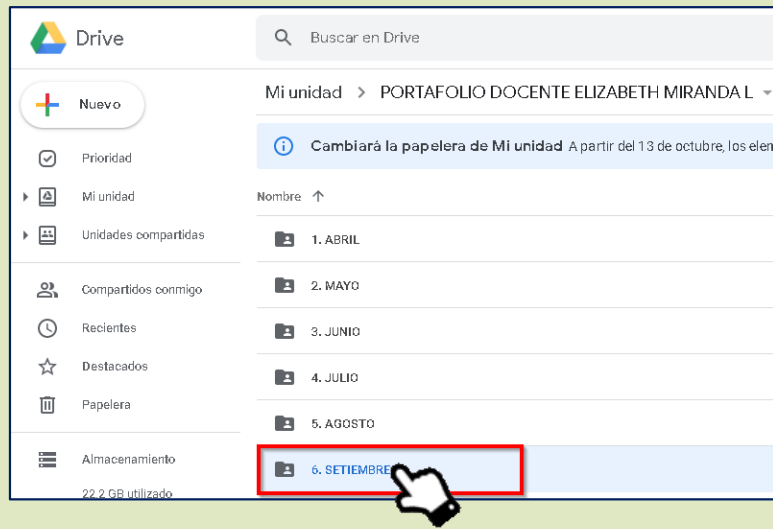 Drive
Buscar en Drive
Nuevo
Mi unidad > PORTAFOLIO DOCENTE ELIZABETH MIRANDA L
Cambiará la papelera de Mi unidad A partir del 13 de octubre, los
Prioridad
Mi unidad
Unidades compartidas
Compartidos conmigo
Recientes
Destacados
Papelera
Almacenamiento
22.2 GB utilizado
Nombre
1. ABRIL
2. MAYO
3. JUNIO
4. JULIO
5. AGOSTO
6. SETIEMBRE